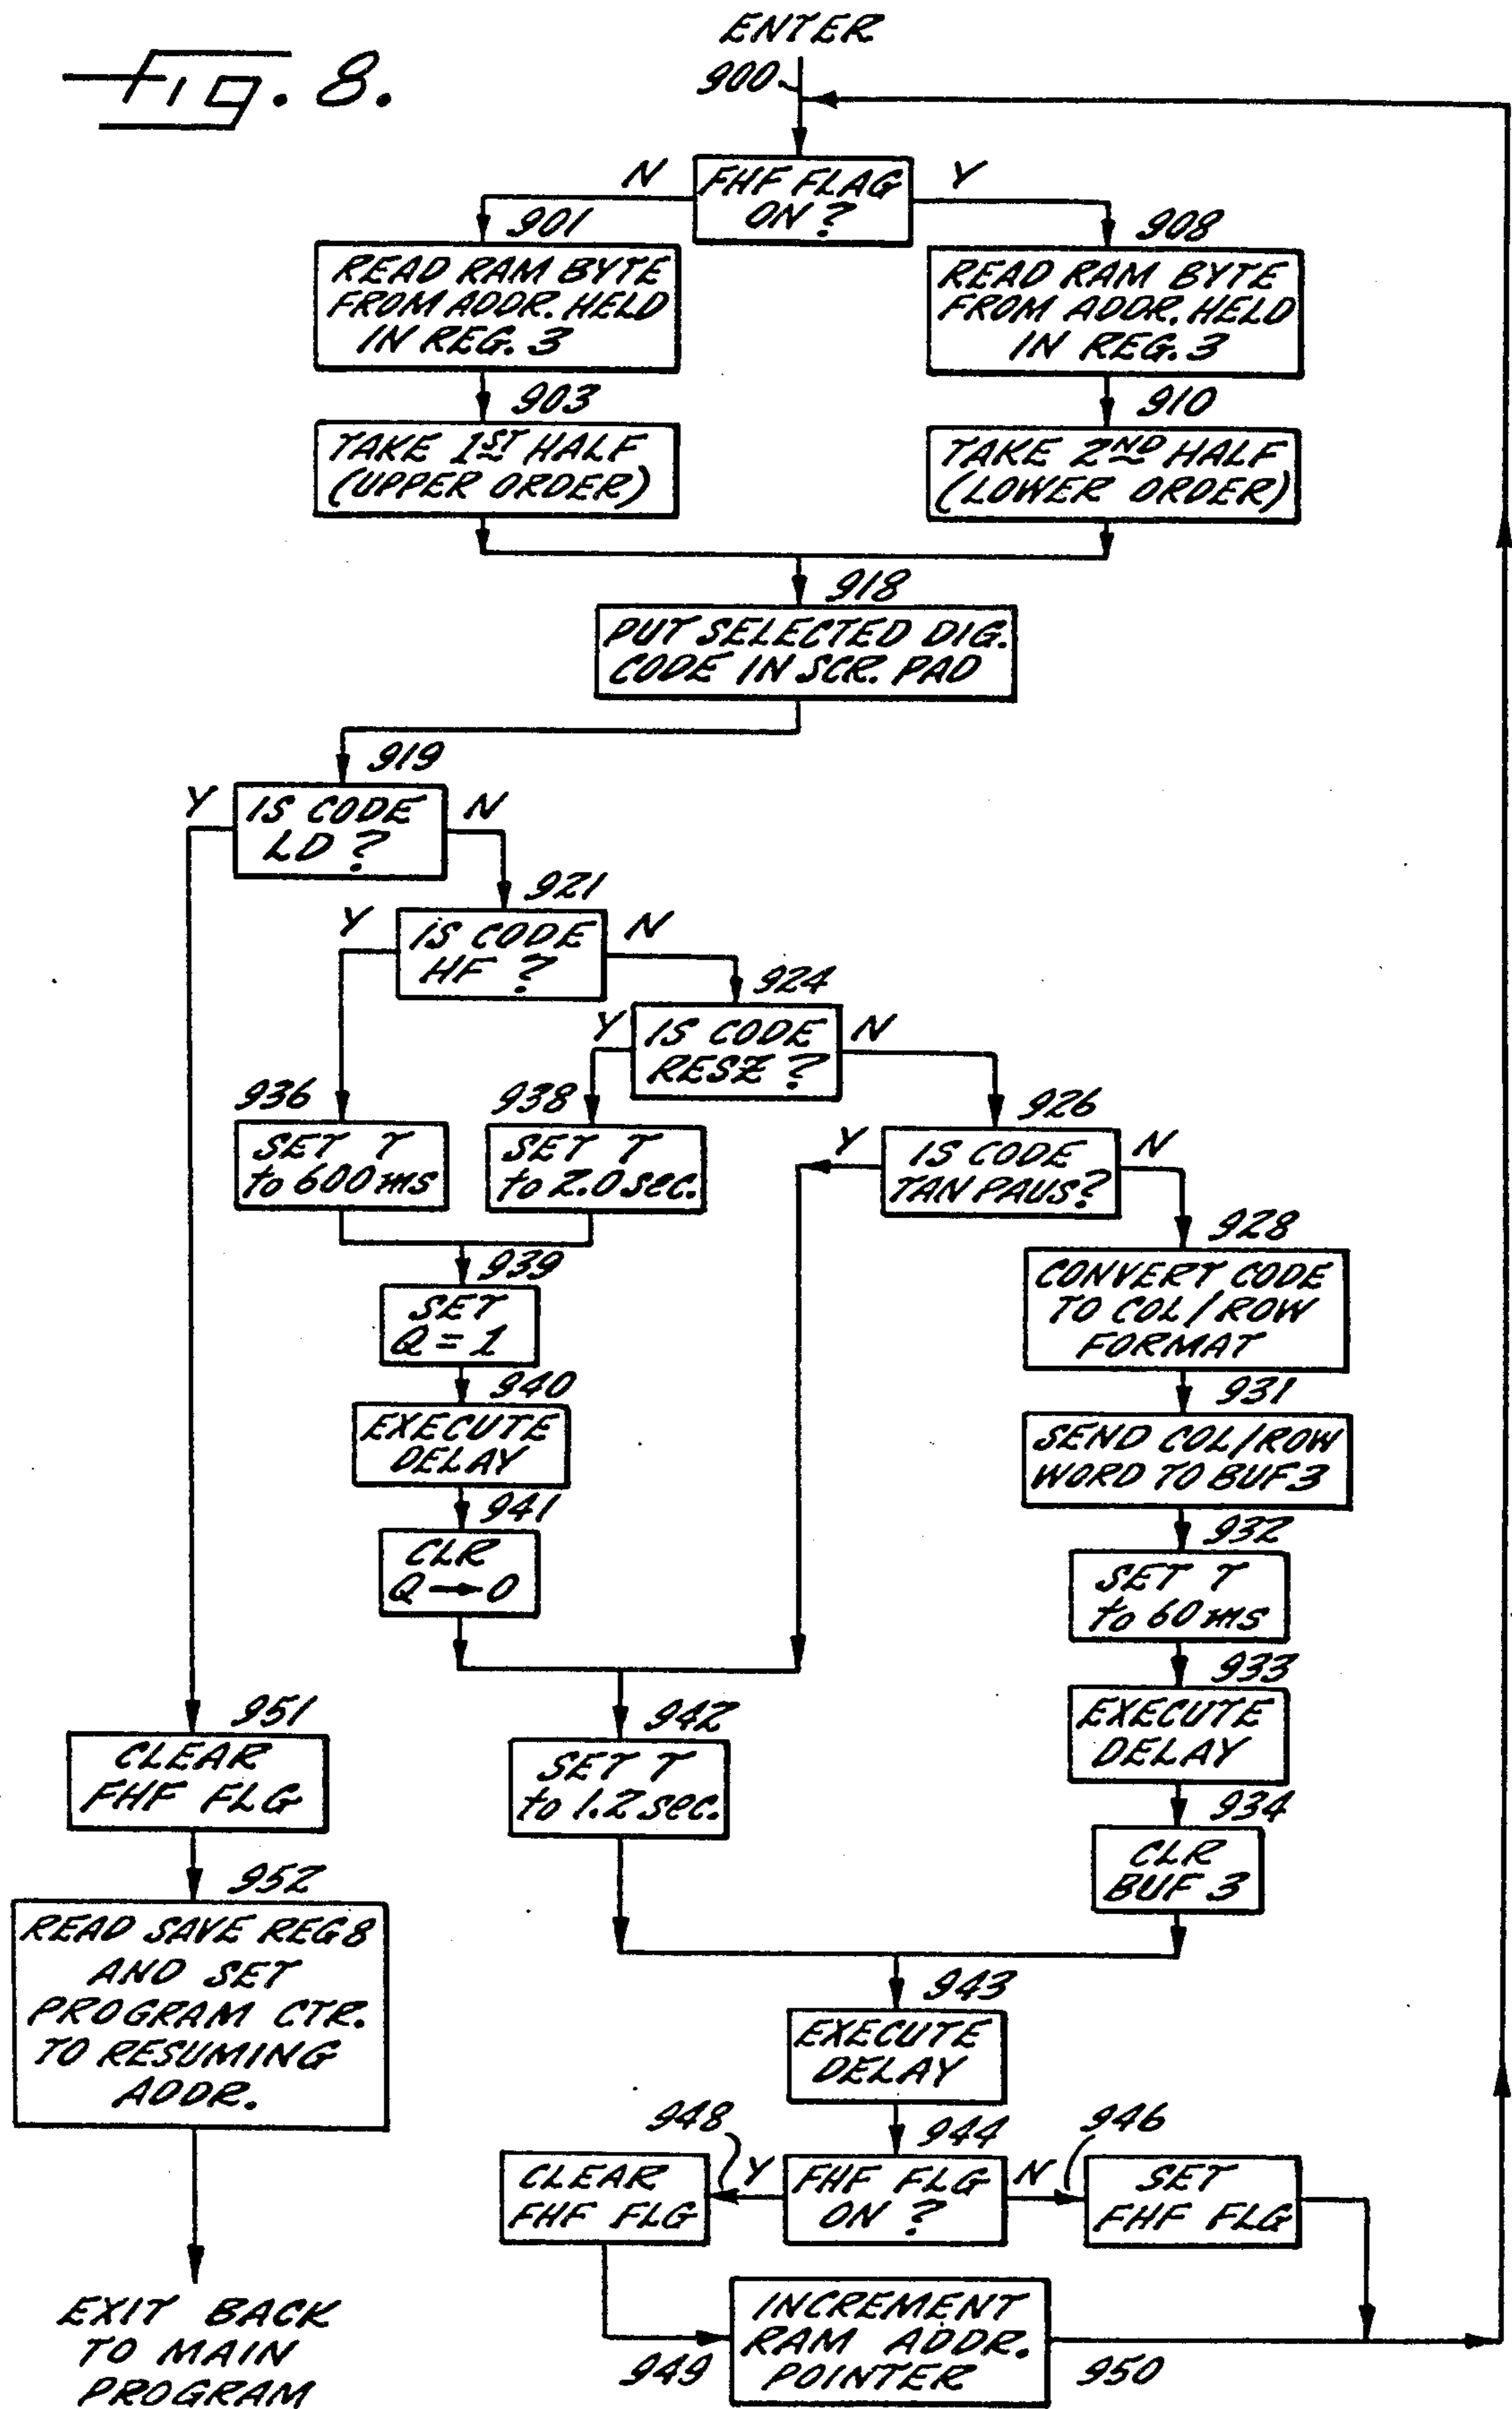 Fig. 8.
ENTER
900
N
FHF FLAG
ON ?
Y
901
READ RAM BYTE
FROM ADDR. HELD
IN REG. 3
908
READ RAM BYTE
FROM ADDR. HELD
IN REG. 3
903
TAKE 1ST HALF
(UPPER ORDER)
910
TAKE 2ND HALF
(LOWER ORDER)
918
PUT SELECTED DIG.
CODE IN SCR. PAD
919
Y
IS CODE
LD ?
N
921
Y
IS CODE
HF ?
N
924
Y
IS CODE
RESZ ?
N
936
SET T
to 600 ms
938
SET T
to 2.0 sec.
926
Y
IS CODE
TAN PAUS?
N
928
CONVERT CODE
TO COL/ROW
FORMAT
939
SET
Q = 1
940
EXECUTE
DELAY
931
SEND COL/ROW
WORD TO BUF 3
941
CLR
Q → 0
932
SET T
to 60 ms
933
EXECUTE
DELAY
951
CLEAR
FHF FLG
942
SET T
to 1.2 sec.
934
CLR
BUF 3
952
READ SAVE REG 8
AND SET
PROGRAM CTR.
TO RESUMING
ADDR.
943
EXECUTE
DELAY
948
944
946
CLEAR
FHF FLG
Y
FHF FLG
ON ?
N
SET
FHF FLG
949
INCREMENT
RAM ADDR.
POINTER
950
EXIT BACK
TO MAIN
PROGRAM